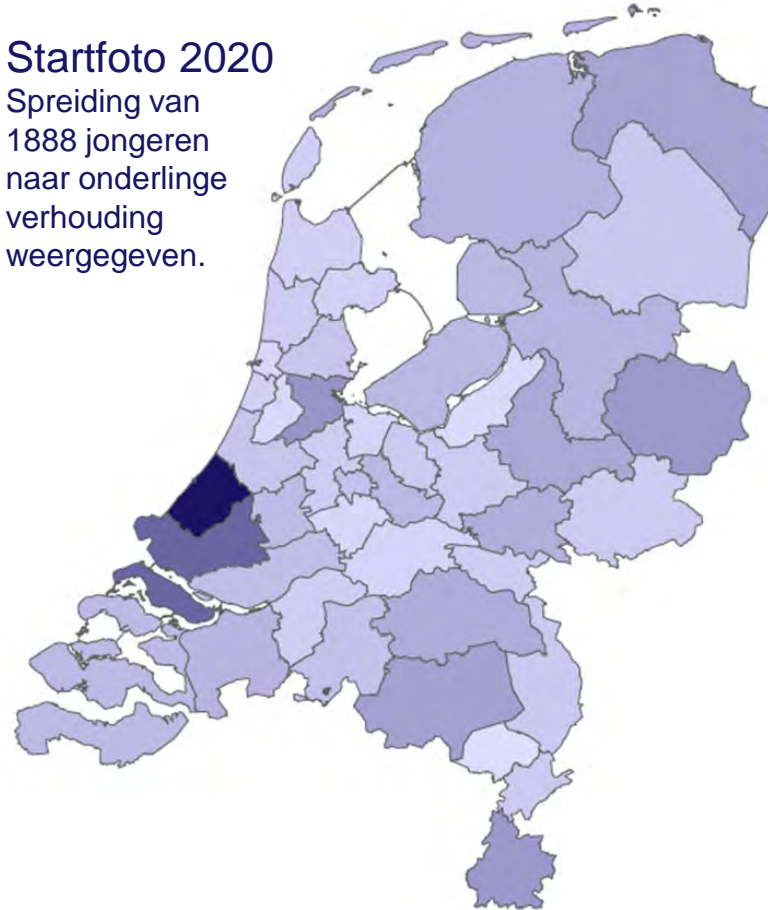 Startfoto 2020
Spreiding van
1888 jongeren
naar onderlinge
verhouding
weergegeven.